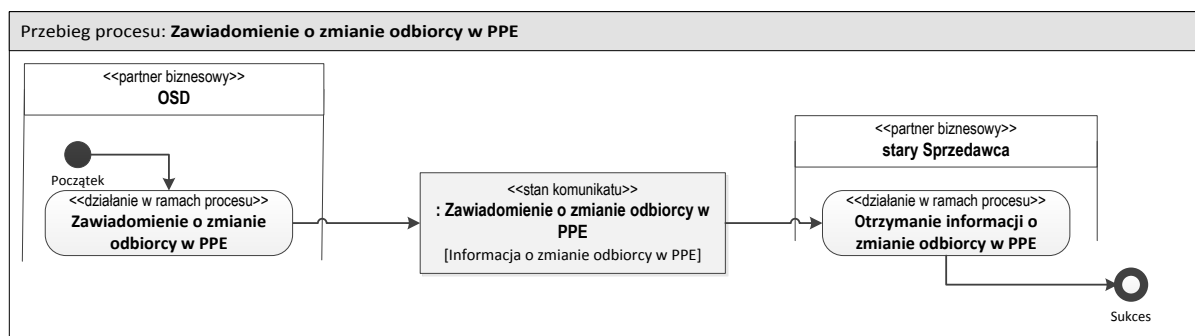 Przebieg procesu: Zawiadomienie o zmianie odbiorcy w PPE
<<partner biznesowy>>
OSD
Początek
<<działanie w ramach procesu>>
Zawiadomienie o zmianie
odbiorcy w PPE
<<stan komunikatu>>
: Zawiadomienie o zmianie odbiorcy w
PPE
[Informacja o zmianie odbiorcy w PPE]
<<partner biznesowy>>
stary Sprzedawca
<<działanie w ramach procesu>>
Otrzymanie informacji o
zmianie odbiorcy w PPE
Sukces